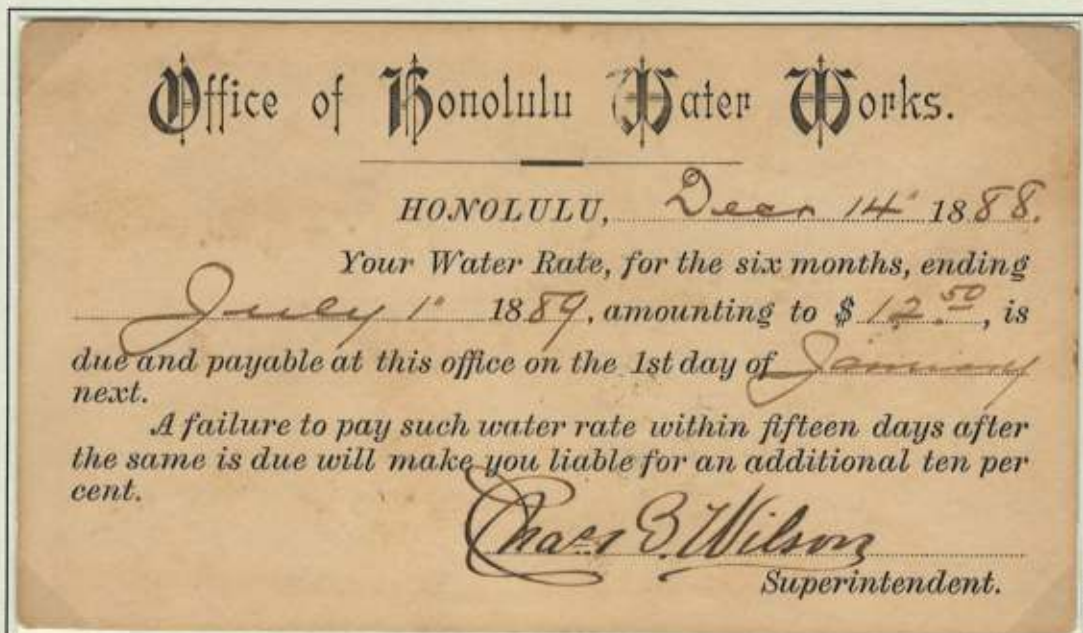 Office of Honolulu Water Works.
HONOLULU, Decr 14" 1888.
Your Water Rate, for the six months, ending
July 1" 1889, amounting to $ 12.50, is
due and payable at this office on the 1st day of January
next.
A failure to pay such water rate within fifteen days after
the same is due will make you liable for an additional ten per
cent.
Chas B. Wilson
Superintendent.